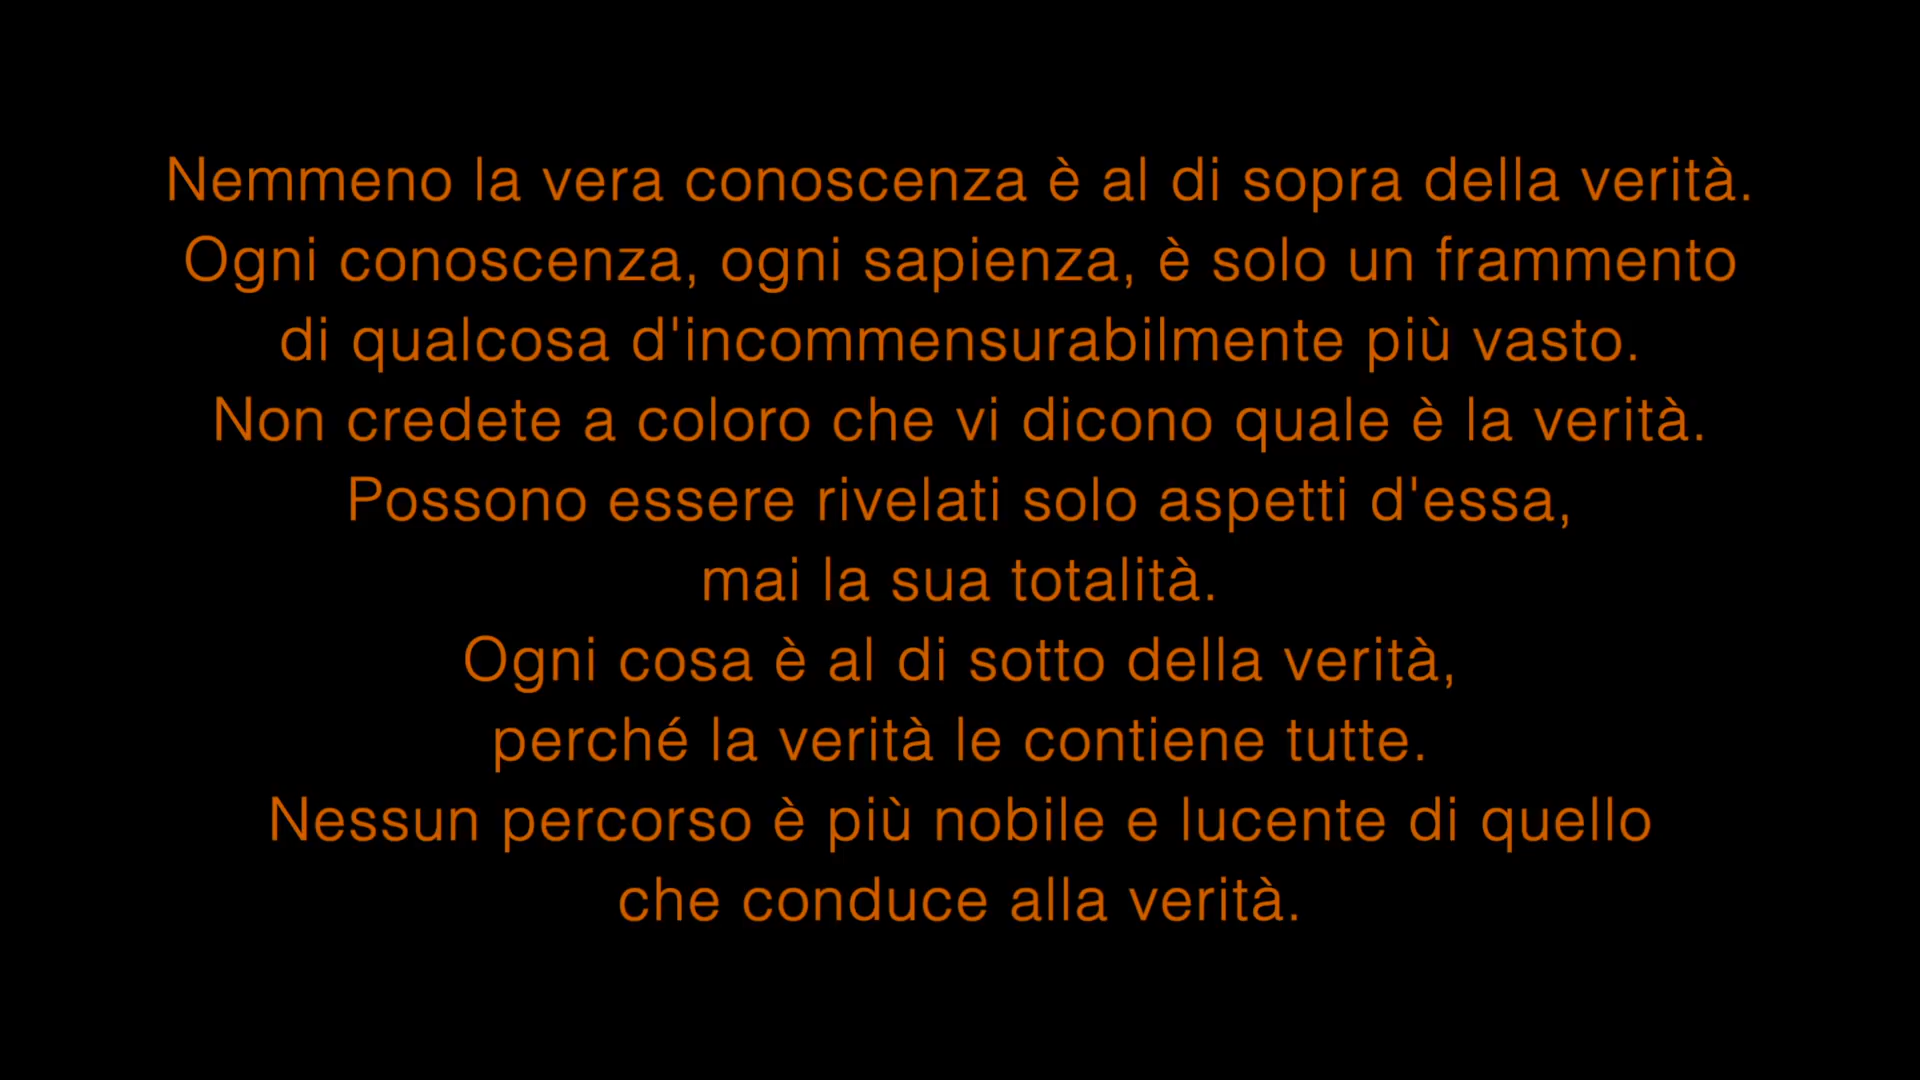 Nemmeno la vera conoscenza è al di sopra della verità.
Ogni conoscenza, ogni sapienza, è solo un frammento
di qualcosa d'incommensurabilmente più vasto.
Non credete a coloro che vi dicono quale è la verità.
Possono essere rivelati solo aspetti d'essa,
mai la sua totalità.
Ogni cosa è al di sotto della verità,
perché la verità le contiene tutte.
Nessun percorso è più nobile e lucente di quello
che conduce alla verità.